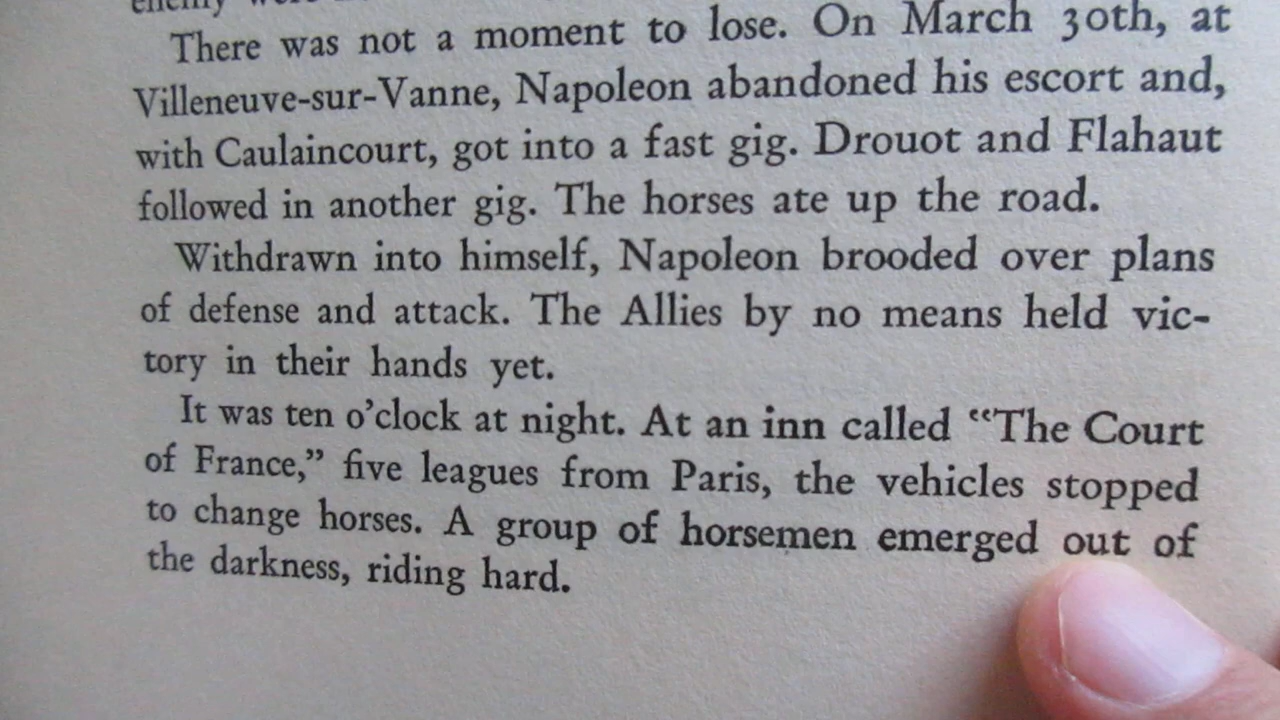 enemy were
There was not a moment to lose. On March 30th, at
Villeneuve-sur-Vanne, Napoleon abandoned his escort and,
with Caulaincourt, got into a fast gig. Drouot and Flahaut
followed in another gig. The horses ate up the road.
Withdrawn into himself, Napoleon brooded over plans
of defense and attack. The Allies by no means held vic-
tory in their hands yet.
It was ten o'clock at night. At an inn called "The Court
of France," five leagues from Paris, the vehicles stopped
to change horses. A group of horsemen emerged out of
the darkness, riding hard.